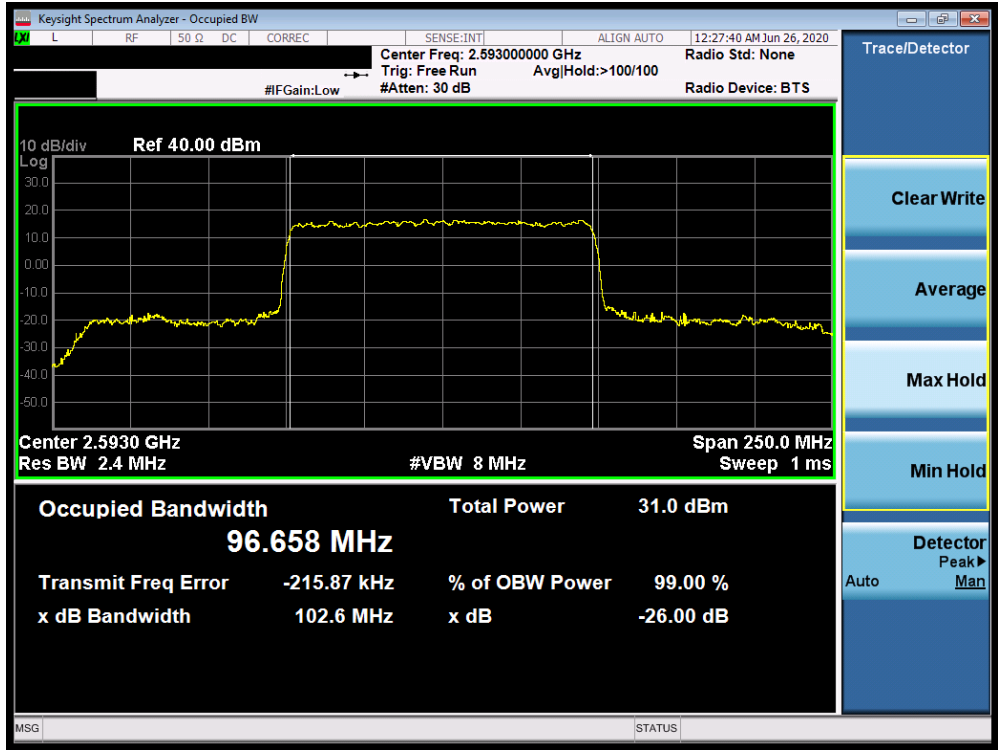 Keysight Spectrum Analyzer - Occupied BW
LXI L RF 50 Ω DC CORREC SENSE:INT ALIGN AUTO 12:27:40 AM Jun 26, 2020
Center Freq: 2.593000000 GHz Radio Std: None
Trig: Free Run Avg|Hold:>100/100
#IFGain:Low #Atten: 30 dB Radio Device: BTS
10 dB/div Ref 40.00 dBm
Log
30.0
20.0
10.0
0.00
-10.0
-20.0
-30.0
-40.0
-50.0
Center 2.5930 GHz Span 250.0 MHz
Res BW 2.4 MHz #VBW 8 MHz Sweep 1 ms
Occupied Bandwidth Total Power 31.0 dBm
96.658 MHz
Transmit Freq Error -215.87 kHz % of OBW Power 99.00 %
x dB Bandwidth 102.6 MHz x dB -26.00 dB
MSG STATUS
Trace/Detector
Clear Write
Average
Max Hold
Min Hold
Detector
Peak▶
Auto Man